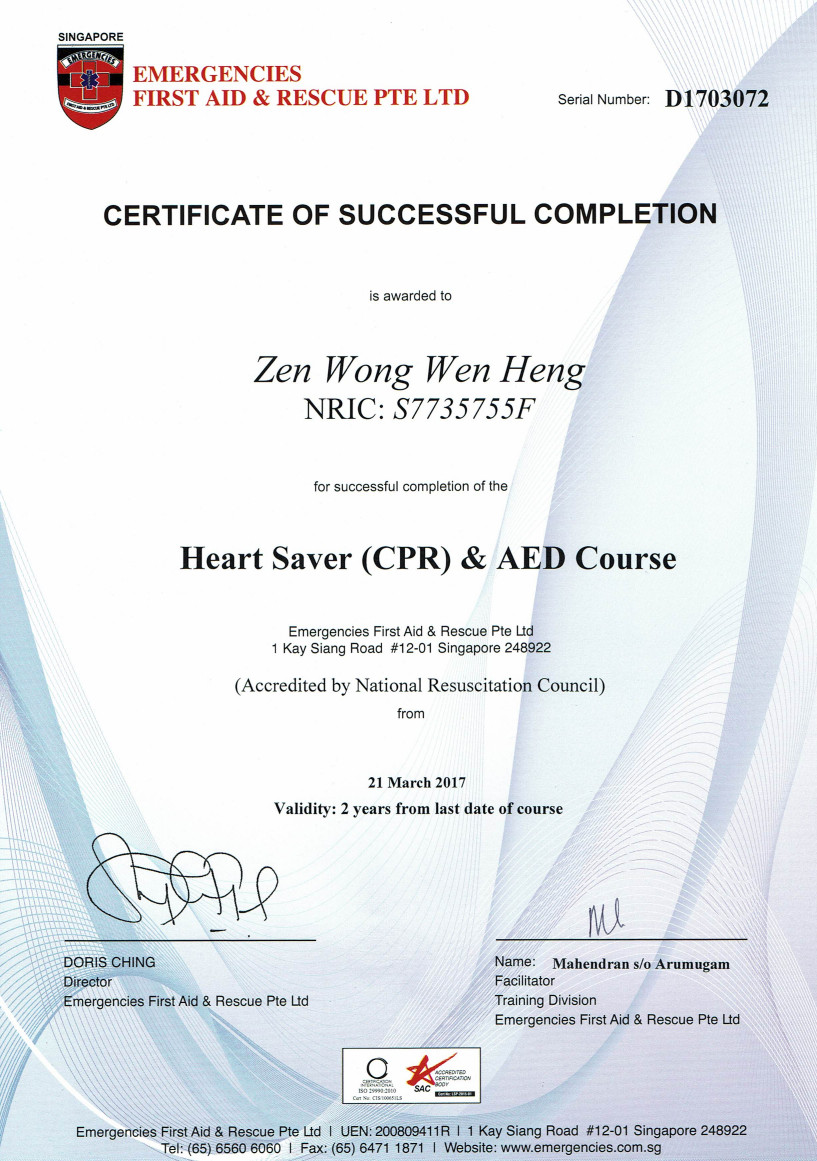 SINGAPORE
EMERGENCIES
FIRST AID & RESCUE PTE LTD
EMERGENCIES
FIRST AID & RESCUE PTE LTD
Serial Number: D1703072
CERTIFICATE OF SUCCESSFUL COMPLETION
is awarded to
Zen Wong Wen Heng
NRIC: S7735755F
for successful completion of the
Heart Saver (CPR) & AED Course
Emergencies First Aid & Rescue Pte Ltd
1 Kay Siang Road #12-01 Singapore 248922
(Accredited by National Resuscitation Council)
from
21 March 2017
Validity: 2 years from last date of course
DORIS CHING
Director
Emergencies First Aid & Rescue Pte Ltd
Name: Mahendran s/o Arumugam
Facilitator
Training Division
Emergencies First Aid & Rescue Pte Ltd
CERTIFICATION
INTERNATIONAL
ISO 29990:2010
Cert No.
SAC
ACCREDITED
CERTIFICATION
BODY
Emergencies First Aid & Rescue Pte Ltd | UEN: 200809411R | 1 Kay Siang Road #12-01 Singapore 248922
Tel: (65) 6560 6060 | Fax: (65) 6471 1871 | Website: www.emergencies.com.sg